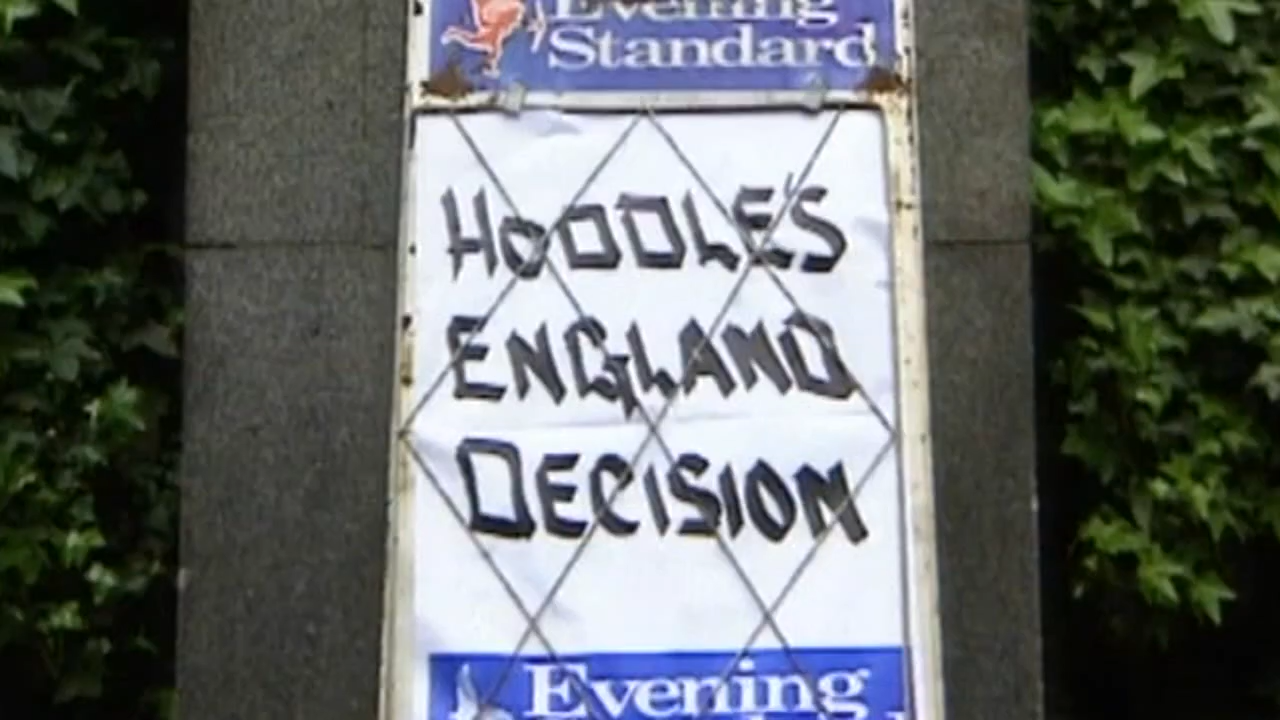 Evening
Standard
HODDLE'S
ENGLAND
DECISION
Evening